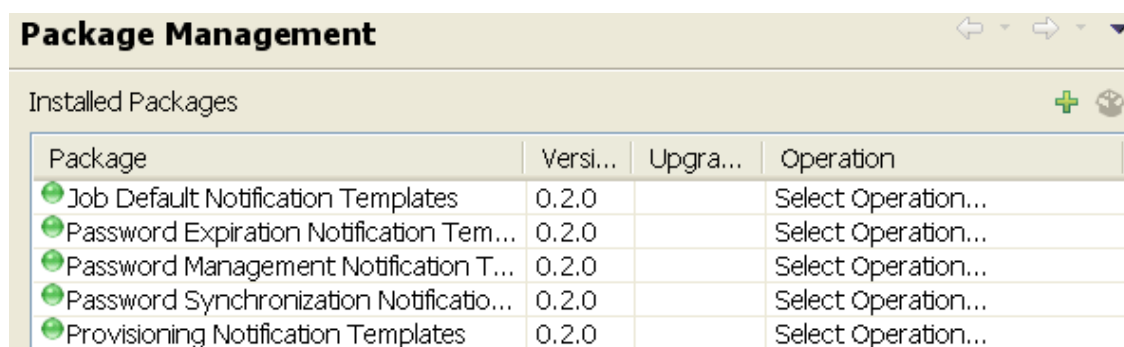 Package Management
Installed Packages
Package Versi... Upgra... Operation
Job Default Notification Templates 0.2.0 Select Operation...
Password Expiration Notification Tem... 0.2.0 Select Operation...
Password Management Notification T... 0.2.0 Select Operation...
Password Synchronization Notificatio... 0.2.0 Select Operation...
Provisioning Notification Templates 0.2.0 Select Operation...